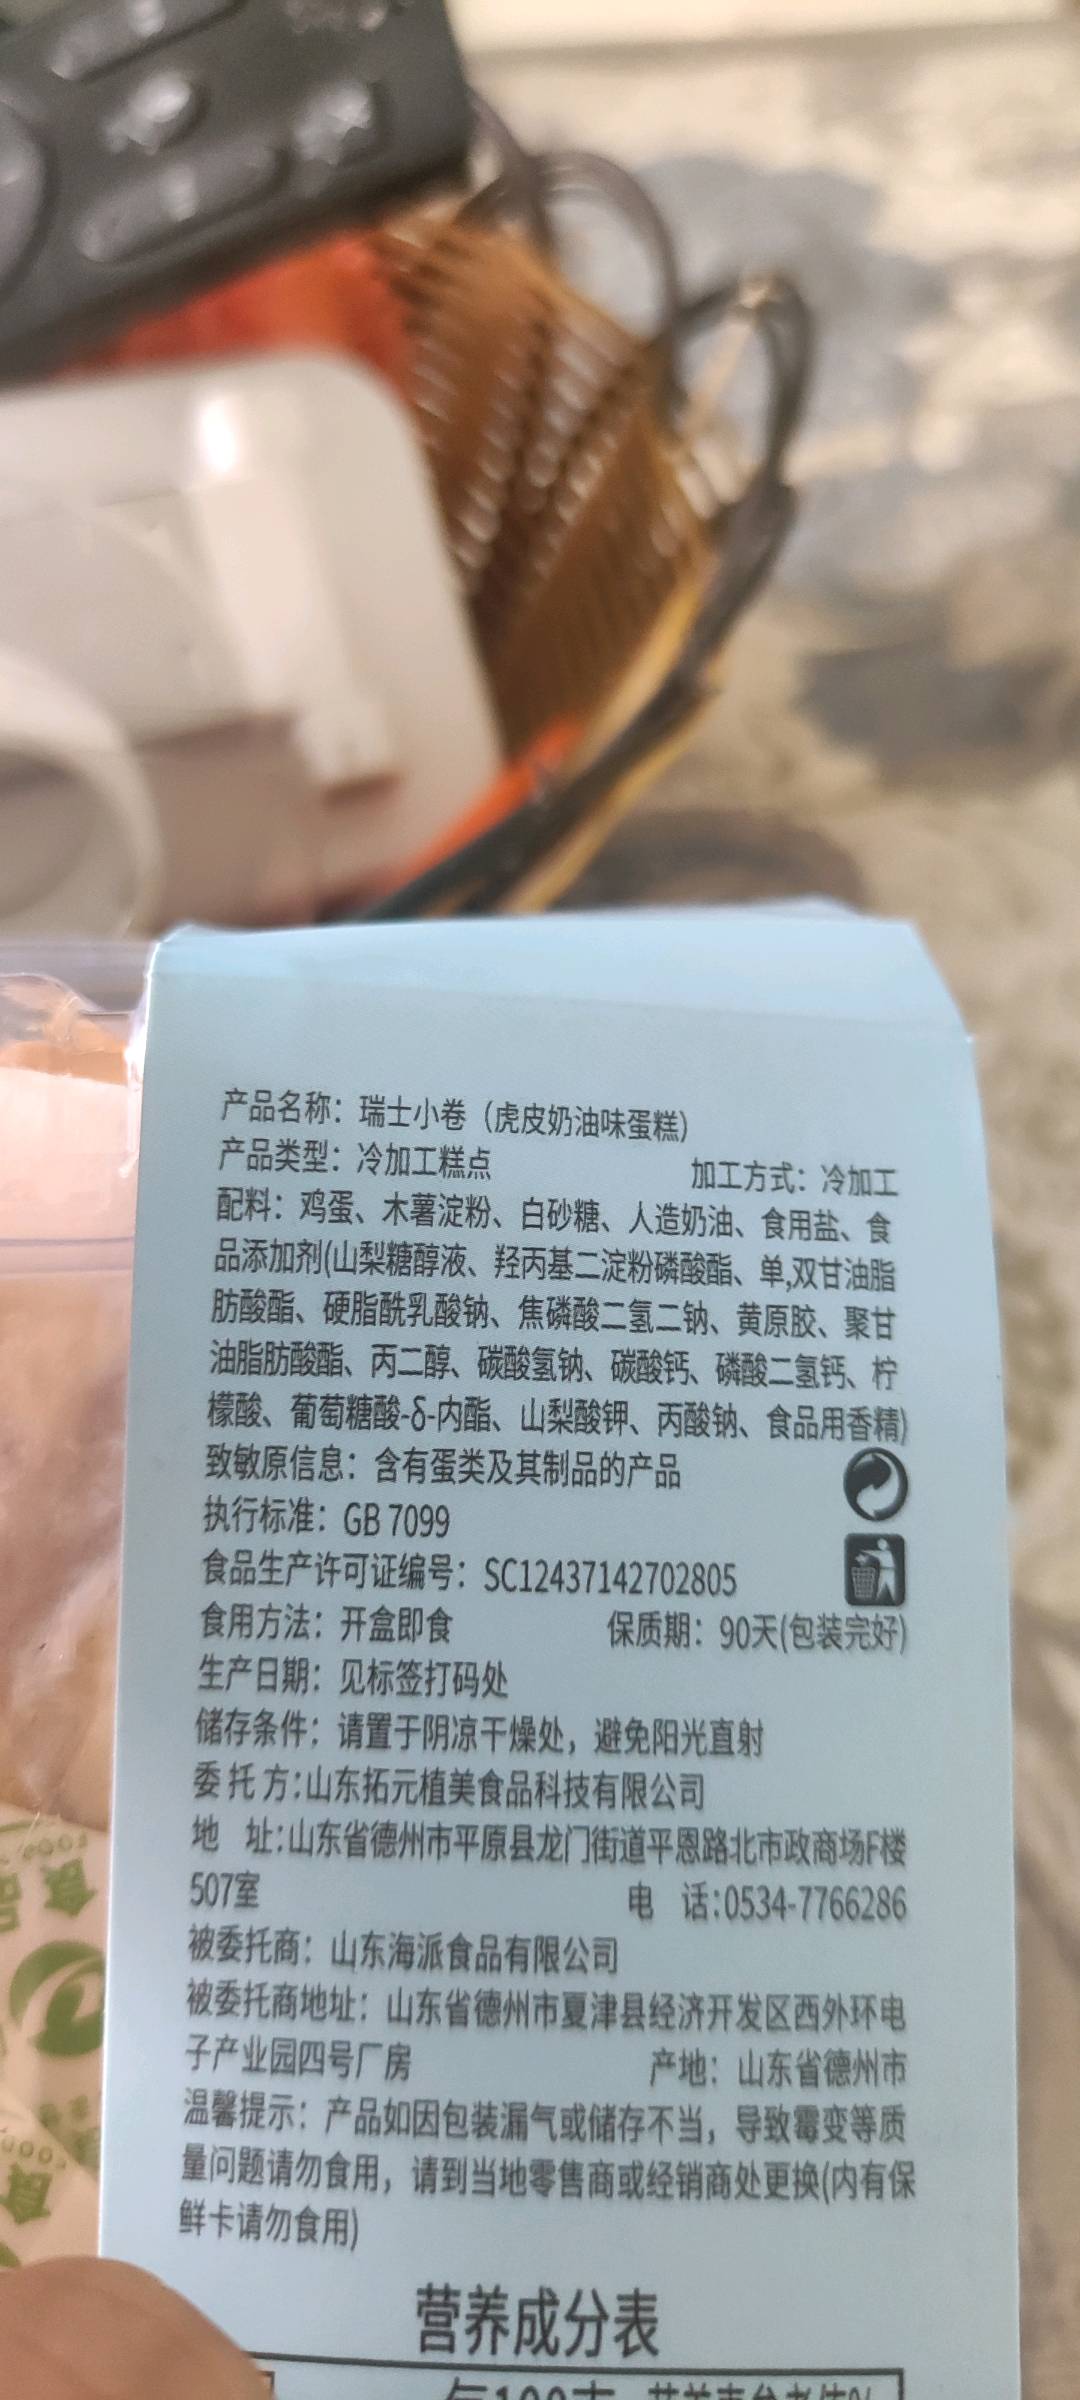 产品名称：瑞士小卷（虎皮奶油味蛋糕）
产品类型：冷加工糕点 加工方式：冷加工
配料：鸡蛋、木薯淀粉、白砂糖、人造奶油、食用盐、食
品添加剂(山梨糖醇液、羟丙基二淀粉磷酸酯、单,双甘油脂
肪酸酯、硬脂酰乳酸钠、焦磷酸二氢二钠、黄原胶、聚甘
油脂肪酸酯、丙二醇、碳酸氢钠、碳酸钙、磷酸二氢钙、柠
檬酸、葡萄糖酸-δ-内酯、山梨酸钾、丙酸钠、食品用香精)
致敏原信息：含有蛋类及其制品的产品
执行标准：GB 7099
食品生产许可证编号：SC12437142702805
食用方法：开盒即食 保质期：90天(包装完好)
生产日期：见标签打码处
储存条件：请置于阴凉干燥处，避免阳光直射
委托方:山东拓元植美食品科技有限公司
地 址:山东省德州市平原县龙门街道平恩路北市政商场F楼
507室 电 话:0534-7766286
被委托商：山东海派食品有限公司
被委托商地址：山东省德州市夏津县经济开发区西外环电
子产业园四号厂房 产地：山东省德州市
温馨提示：产品如因包装漏气或储存不当，导致霉变等质
量问题请勿食用，请到当地零售商或经销商处更换(内有保
鲜卡请勿食用)
营养成分表